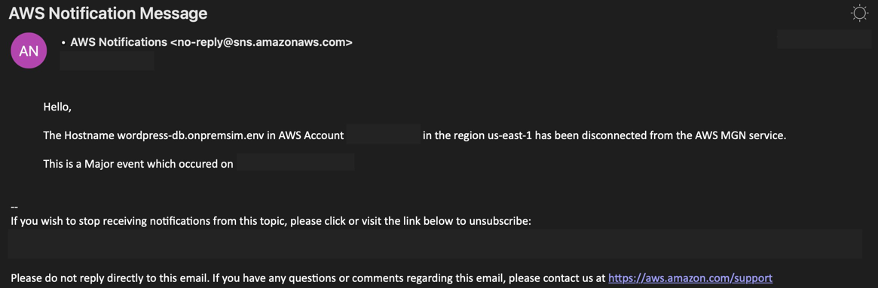 AWS Notification Message
AN
• AWS Notifications <no-reply@sns.amazonaws.com>
Hello,
The Hostname wordpress-db.onpremsim.env in AWS Account in the region us-east-1 has been disconnected from the AWS MGN service.
This is a Major event which occured on
--
If you wish to stop receiving notifications from this topic, please click or visit the link below to unsubscribe:
Please do not reply directly to this email. If you have any questions or comments regarding this email, please contact us at https://aws.amazon.com/support